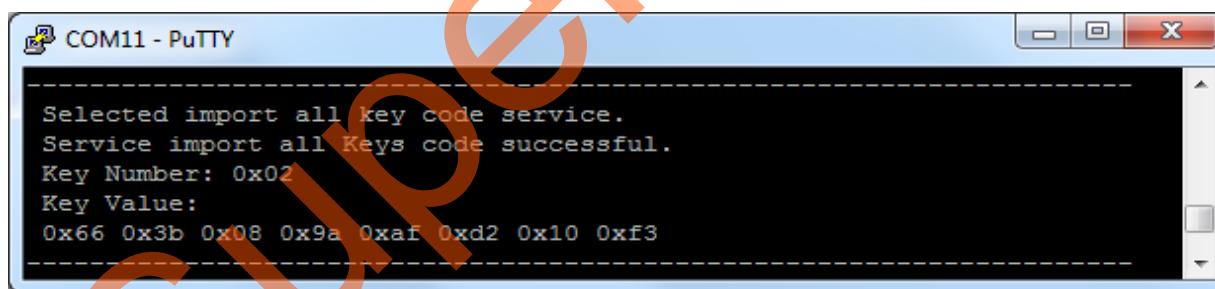 COM11 - PuTTY
----------------------------------------------------------------------
Selected import all key code service.
Service import all Keys code successful.
Key Number: 0x02
Key Value:
0x66 0x3b 0x08 0x9a 0xaf 0xd2 0x10 0xf3
----------------------------------------------------------------------